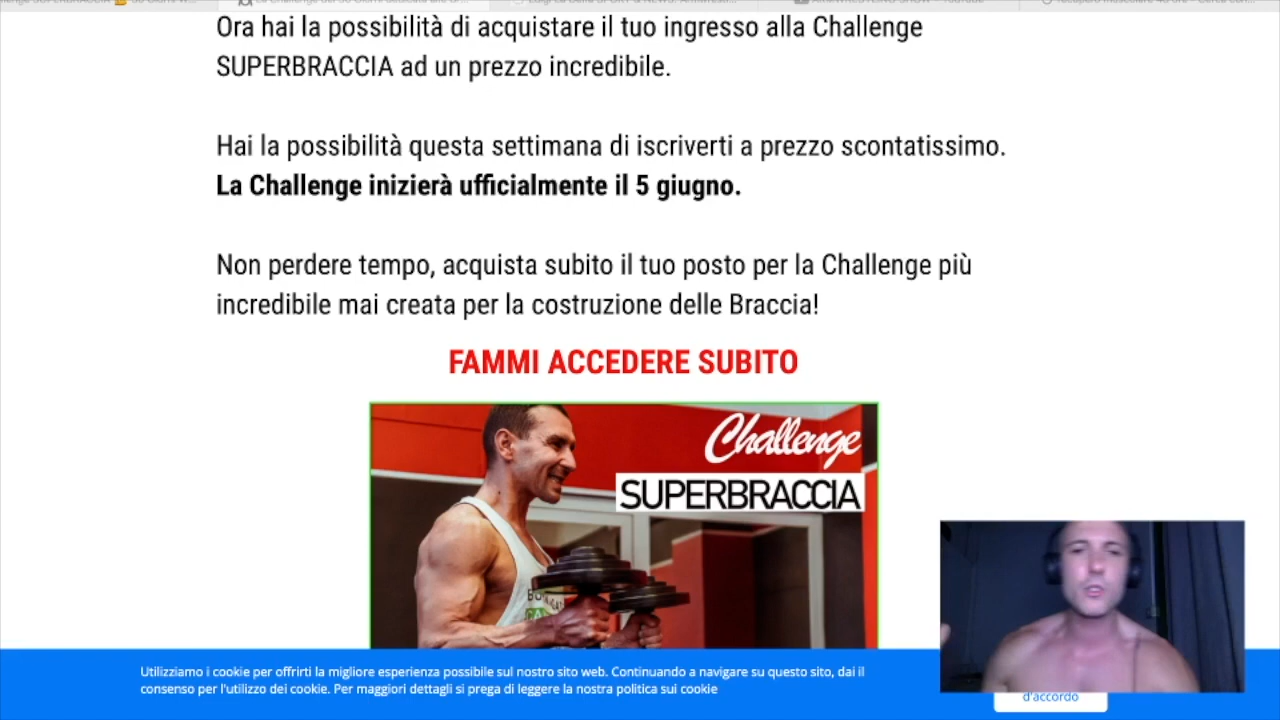 Ora hai la possibilità di acquistare il tuo ingresso alla Challenge
SUPERBRACCIA ad un prezzo incredibile.
Hai la possibilità questa settimana di iscriverti a prezzo scontatissimo.
La Challenge inizierà ufficialmente il 5 giugno.
Non perdere tempo, acquista subito il tuo posto per la Challenge più
incredibile mai creata per la costruzione delle Braccia!
FAMMI ACCEDERE SUBITO
Challenge
SUPERBRACCIA
Utilizziamo i cookie per offrirti la migliore esperienza possibile sul nostro sito web. Continuando a navigare su questo sito, dai il
consenso per l'utilizzo dei cookie. Per maggiori dettagli si prega di leggere la nostra politica sui cookie
d'accordo